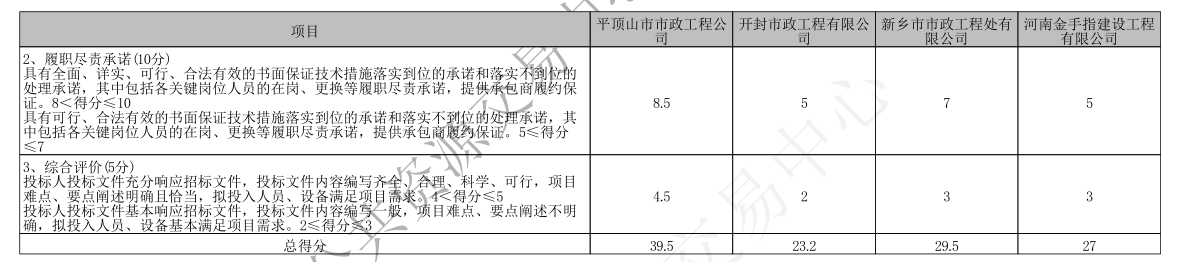 项目
平顶山市市政工程公司
开封市政工程有限公司
新乡市市政工程处有限公司
河南金手指建设工程有限公司
2、履职尽责承诺(10分)
具有全面、详实、可行、合法有效的书面保证技术措施落实到位的承诺和落实不到位的
处理承诺，其中包括各关键岗位人员的在岗、更换等履职尽责承诺，提供承包商履约保
证。8<得分≤10
具有可行、合法有效的书面保证技术措施落实到位的承诺和落实不到位的处理承诺，其
中包括各关键岗位人员的在岗、更换等履职尽责承诺，提供承包商履约保证。5≤得分
≤7
8.5
5
7
5
3、综合评价(5分)
投标人投标文件充分响应招标文件，投标文件内容编写齐全、合理、科学、可行，项目
难点、要点阐述明确且恰当，拟投入人员、设备满足项目需求。4<得分≤5
投标人投标文件基本响应招标文件，投标文件内容编写一般，项目难点、要点阐述不明
确，拟投入人员、设备基本满足项目需求。2≤得分≤3
4.5
2
3
3
总得分
39.5
23.2
29.5
27
公共资源交易中
交易中心